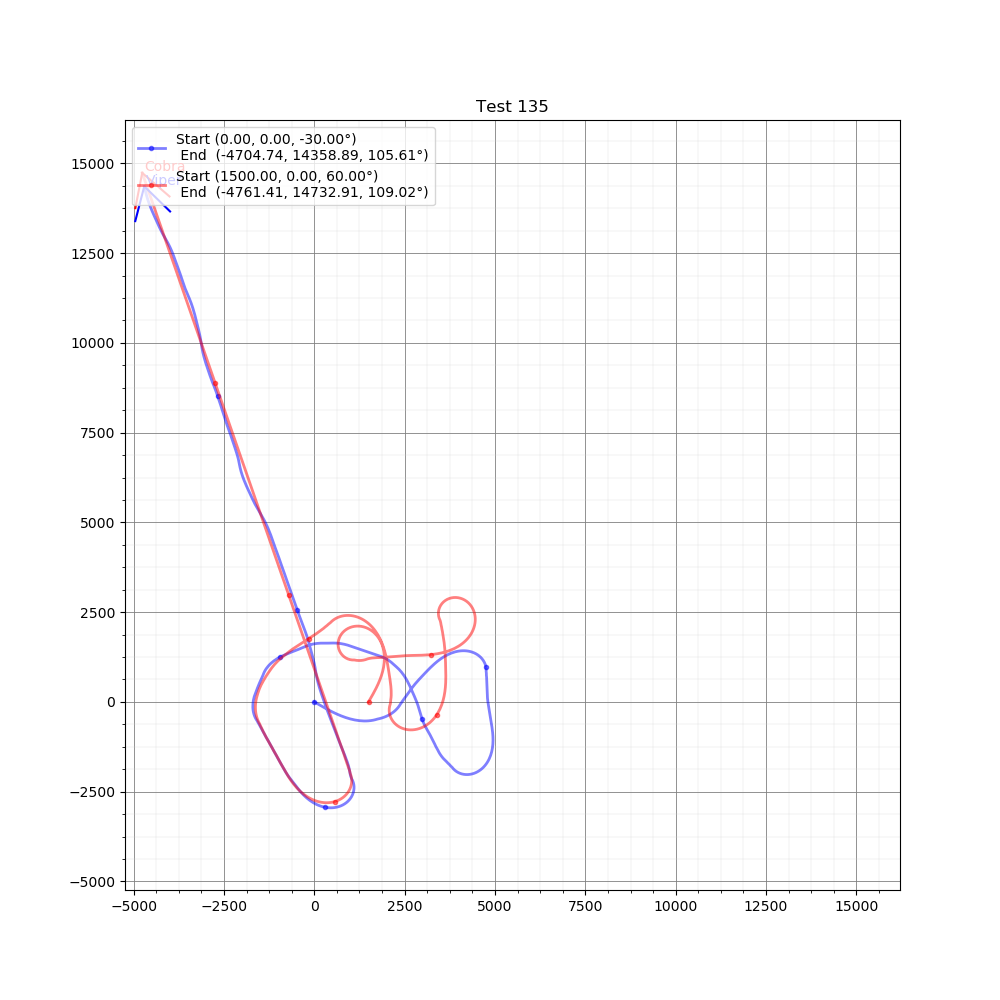 Test 135
Start (0.00, 0.00, -30.00°)
End (-4704.74, 14358.89, 105.61°)
Start (1500.00, 0.00, 60.00°)
End (-4761.41, 14732.91, 109.02°)
Cobra
15000
12500
10000
7500
5000
2500
0
−2500
−5000
−5000 −2500 0 2500 5000 7500 10000 12500 15000